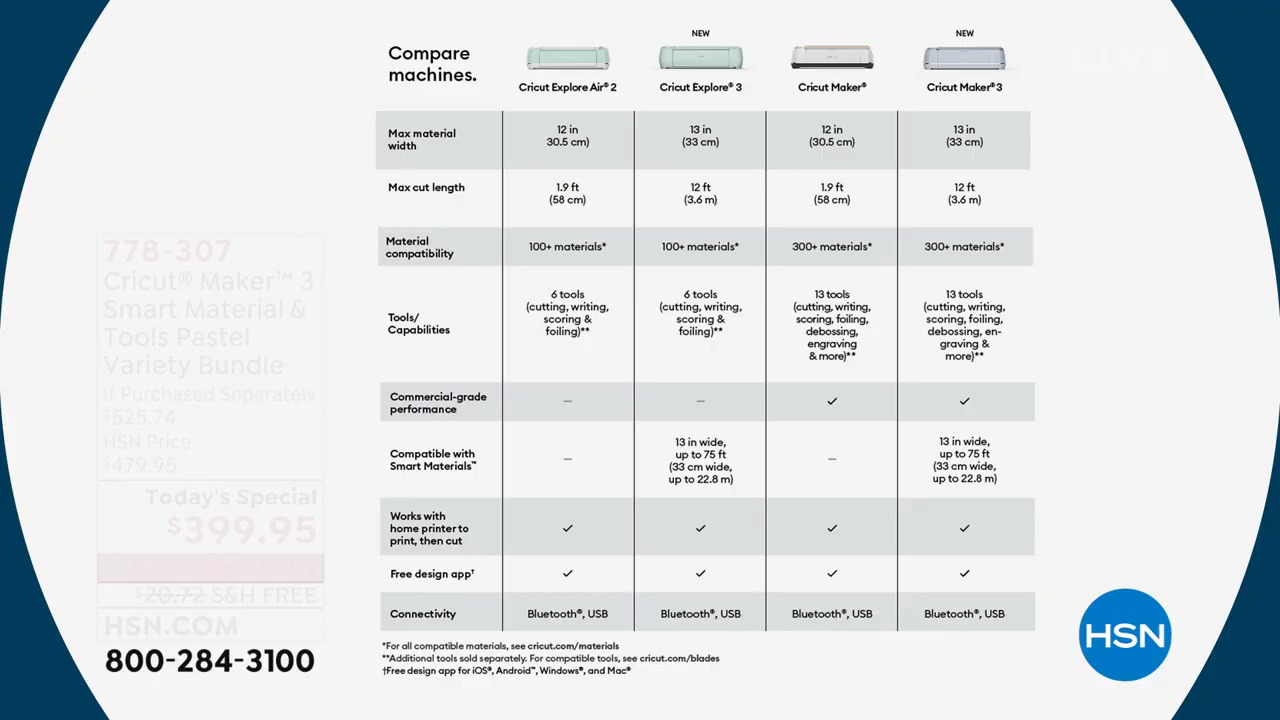 Compare
machines.
NEW
NEW
Cricut Explore Air® 2
Cricut Explore® 3
Cricut Maker®
Cricut Maker® 3
Max material
width
12 in
30.5 cm)
13 in
(33 cm)
12 in
(30.5 cm)
13 in
(33 cm)
Max cut length
1.9 ft
(58 cm)
12 ft
(3.6 m)
1.9 ft
(58 cm)
12 ft
(3.6 m)
Material
compatibility
100+ materials*
100+ materials*
300+ materials*
300+ materials*
Tools/
Capabilities
6 tools
(cutting, writing,
scoring &
foiling)**
6 tools
(cutting, writing,
scoring &
foiling)**
13 tools
(cutting, writing,
scoring, foiling,
debossing,
engraving
& more)**
13 tools
(cutting, writing,
scoring, foiling,
debossing, en-
graving &
more)**
Commercial-grade
performance
—
—
✓
✓
Compatible with
Smart Materials™
—
13 in wide,
up to 75 ft
(33 cm wide,
up to 22.8 m)
—
13 in wide,
up to 75 ft
(33 cm wide,
up to 22.8 m)
Works with
home printer to
print, then cut
✓
✓
✓
✓
Free design app†
✓
✓
✓
✓
Connectivity
Bluetooth®, USB
Bluetooth®, USB
Bluetooth®, USB
Bluetooth®, USB
*For all compatible materials, see cricut.com/materials
**Additional tools sold separately. For compatible tools, see cricut.com/blades
†Free design app for iOS®, Android™, Windows®, and Mac®
778-307
Cricut® Maker™ 3
Smart Material &
Tools Pastel
Variety Bundle
If Purchased Separately
$525.74
HSN Price
$479.95
Today's Special
$399.95
$20.72 S&H FREE
HSN.COM
800-284-3100
LIVE
HSN